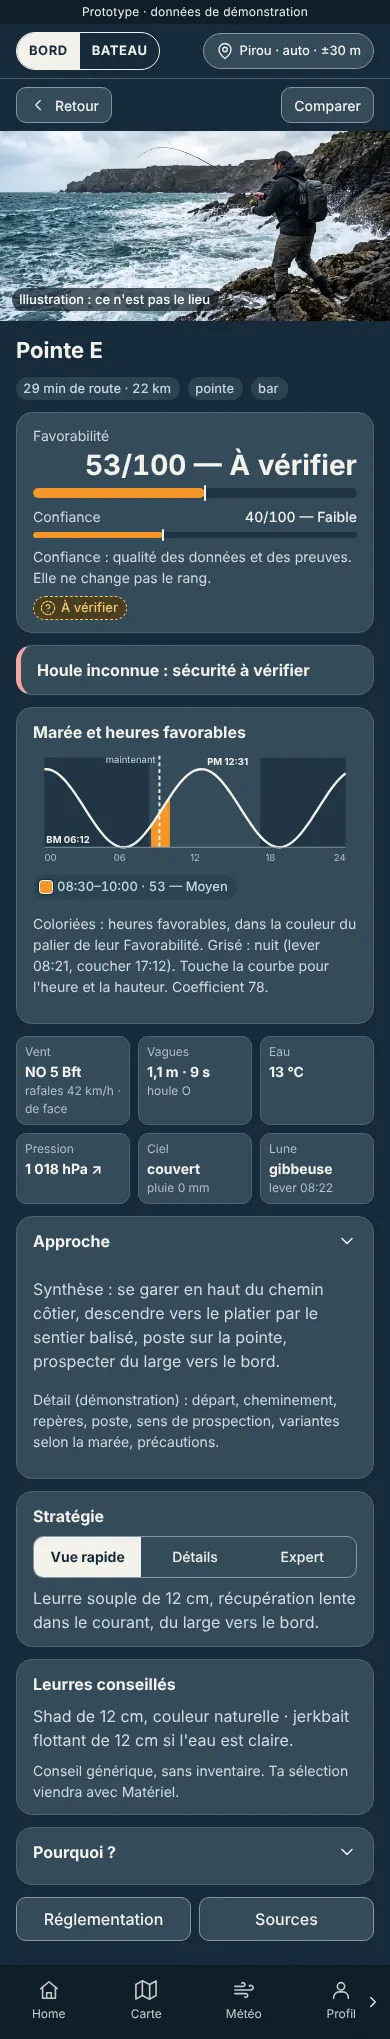 Prototype · données de démonstration
BORD BATEAU Pirou · auto · ±30 m
Retour Comparer
Illustration : ce n'est pas le lieu
Pointe E
29 min de route · 22 km pointe bar
Favorabilité
53/100 — À vérifier
Confiance 40/100 — Faible
Confiance : qualité des données et des preuves.
Elle ne change pas le rang.
À vérifier
Houle inconnue : sécurité à vérifier
Marée et heures favorables
maintenant PM 12:31
BM 06:12
00 06 12 18 24
08:30–10:00 · 53 — Moyen
Coloriées : heures favorables, dans la couleur du
palier de leur Favorabilité. Grisé : nuit (lever
08:21, coucher 17:12). Touche la courbe pour
l'heure et la hauteur. Coefficient 78.
Vent Vagues Eau
NO 5 Bft 1,1 m · 9 s 13 °C
rafales 42 km/h · houle O
de face
Pression Ciel Lune
1 018 hPa ↗ couvert gibbeuse
pluie 0 mm lever 08:22
Approche
Synthèse : se garer en haut du chemin
côtier, descendre vers le platier par le
sentier balisé, poste sur la pointe,
prospecter du large vers le bord.
Détail (démonstration) : départ, cheminement,
repères, poste, sens de prospection, variantes
selon la marée, précautions.
Stratégie
Vue rapide Détails Expert
Leurre souple de 12 cm, récupération lente
dans le courant, du large vers le bord.
Leurres conseillés
Shad de 12 cm, couleur naturelle · jerkbait
flottant de 12 cm si l'eau est claire.
Conseil générique, sans inventaire. Ta sélection
viendra avec Matériel.
Pourquoi ?
Réglementation Sources
Home Carte Météo Profil